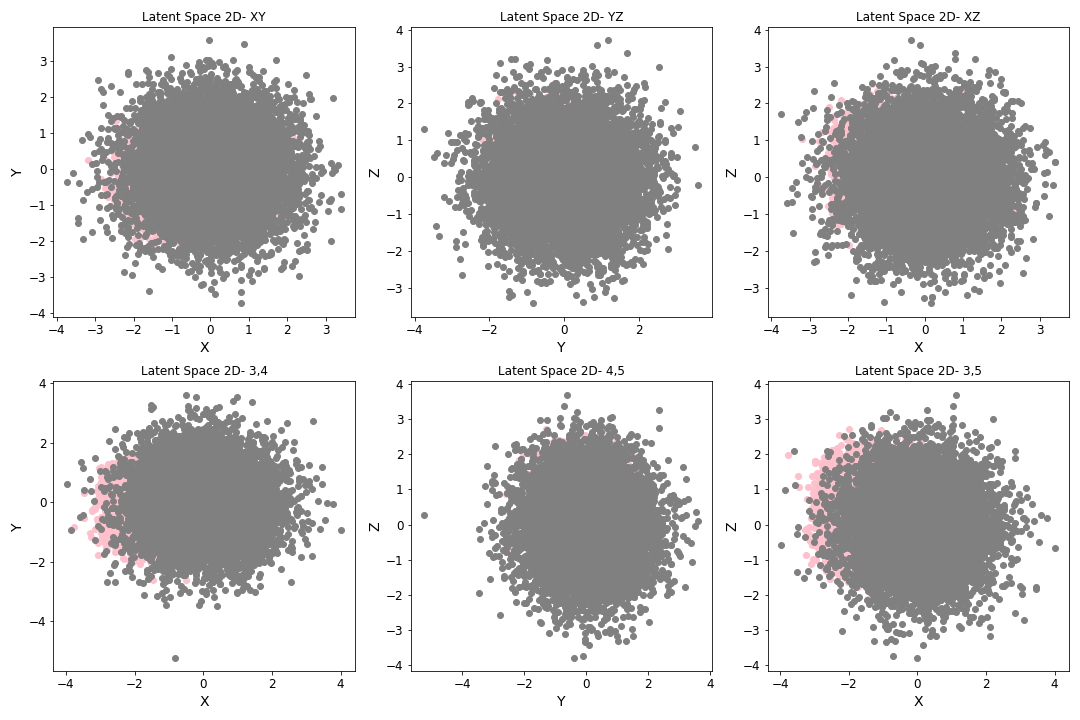 Latent Space 2D- XY
Latent Space 2D- YZ
Latent Space 2D- XZ
3
2
1
0
−1
−2
−3
−4
Y
−4 −3 −2 −1 0 1 2 3
X
4
3
2
1
0
−1
−2
−3
Z
−4 −2 0 2
Y
4
3
2
1
0
−1
−2
−3
Z
−4 −3 −2 −1 0 1 2 3
X
Latent Space 2D- 3,4
Latent Space 2D- 4,5
Latent Space 2D- 3,5
4
2
0
−2
−4
Y
−4 −2 0 2 4
X
4
3
2
1
0
−1
−2
−3
−4
Z
−4 −2 0 2 4
Y
4
3
2
1
0
−1
−2
−3
−4
Z
−4 −2 0 2 4
X